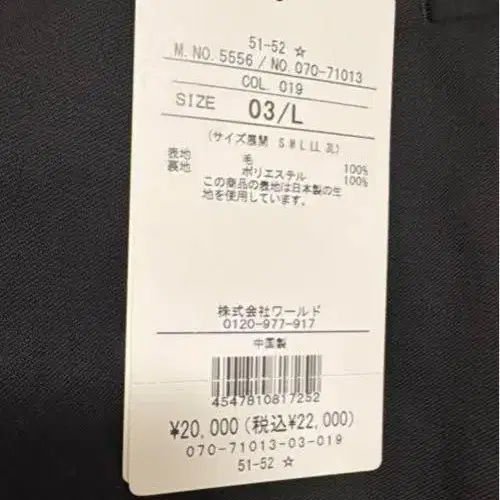 51-52 ☆
M.NO.5556 / NO.070-71013
COL. 019
SIZE 03/L
(サイズ展開 S M L LL 3L)
表地 毛 100%
裏地 ポリエステル 100%
この商品の表地は日本製の生
地を使用しています。
株式会社ワールド
0120-977-917
中国製
4547810817252
¥20,000(税込¥22,000)
070-71013-03-019
51-52 ☆